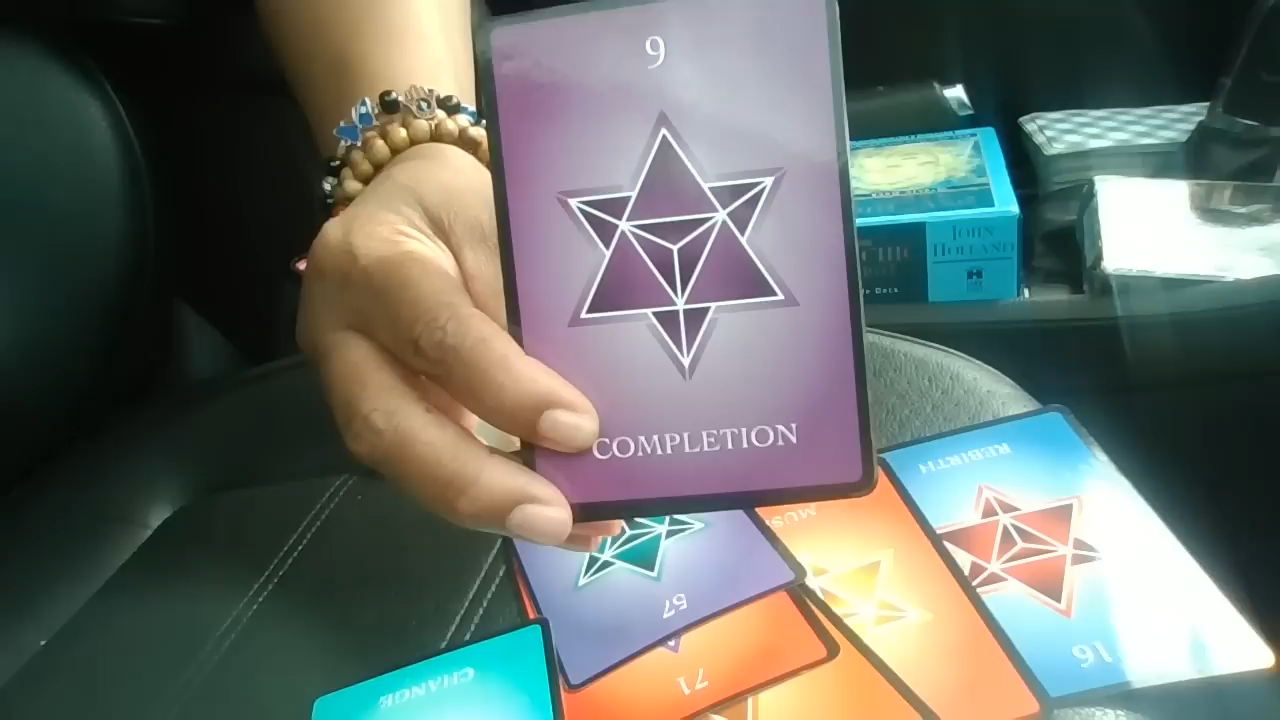 9
COMPLETION
JOHN
HOLLAND
REBIRTH
16
57
71
CHANGE